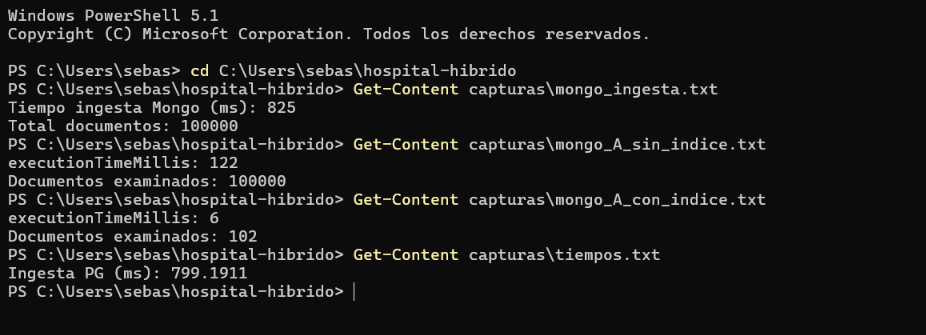 Windows PowerShell 5.1
Copyright (C) Microsoft Corporation. Todos los derechos reservados.
PS C:\Users\sebas> cd C:\Users\sebas\hospital-hibrido
PS C:\Users\sebas\hospital-hibrido> Get-Content capturas\mongo_ingesta.txt
Tiempo ingesta Mongo (ms): 825
Total documentos: 100000
PS C:\Users\sebas\hospital-hibrido> Get-Content capturas\mongo_A_sin_indice.txt
executionTimeMillis: 122
Documentos examinados: 100000
PS C:\Users\sebas\hospital-hibrido> Get-Content capturas\mongo_A_con_indice.txt
executionTimeMillis: 6
Documentos examinados: 102
PS C:\Users\sebas\hospital-hibrido> Get-Content capturas\tiempos.txt
Ingesta PG (ms): 799.1911
PS C:\Users\sebas\hospital-hibrido>